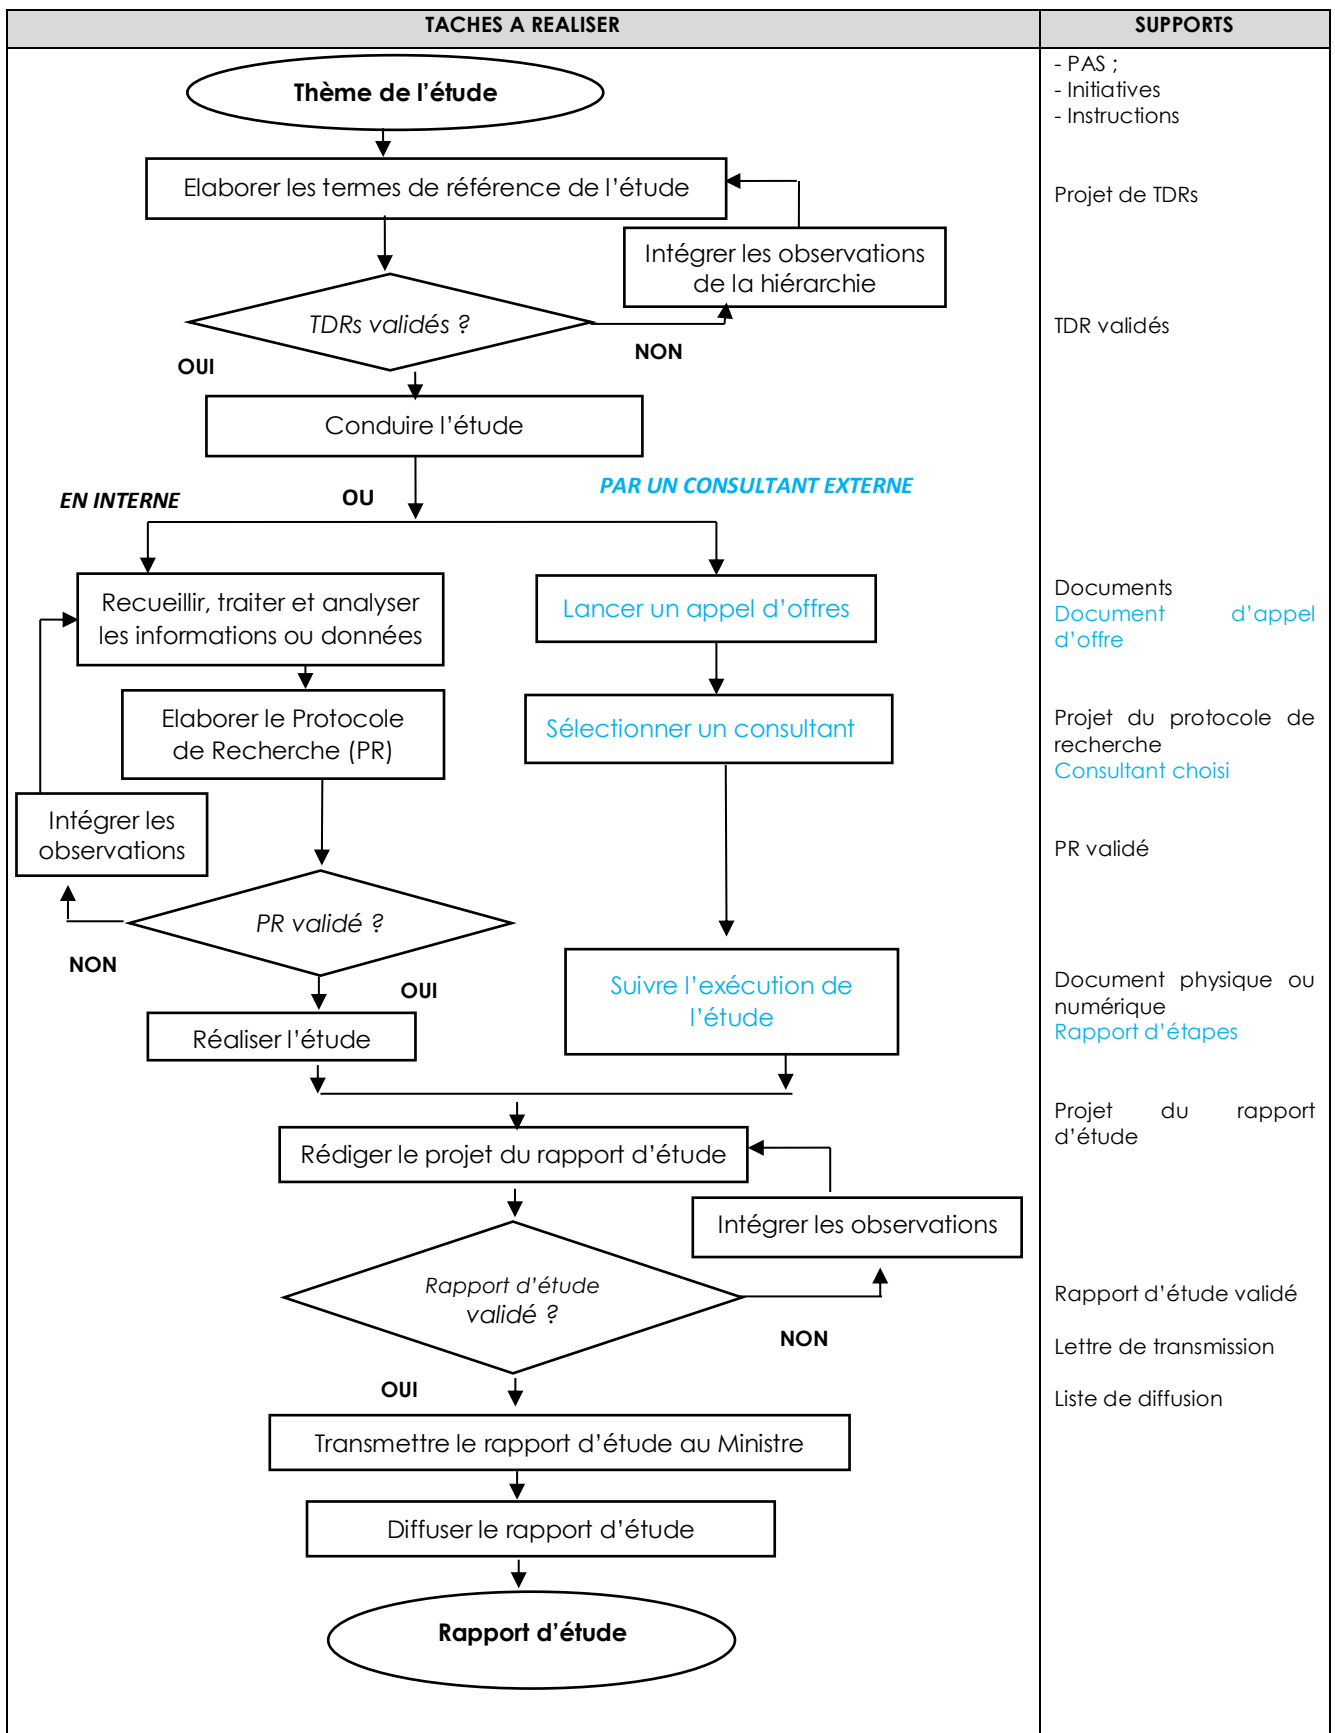 TACHES A REALISER
SUPPORTS
Thème de l'étude
- PAS ;
- Initiatives
- Instructions
Elaborer les termes de référence de l'étude
Projet de TDRs
Intégrer les observations
de la hiérarchie
TDRs validés ?
TDR validés
NON
OUI
Conduire l'étude
EN INTERNE
OU
PAR UN CONSULTANT EXTERNE
Recueillir, traiter et analyser
les informations ou données
Lancer un appel d'offres
Documents
Document d'appel
d'offre
Elaborer le Protocole
de Recherche (PR)
Sélectionner un consultant
Projet du protocole de
recherche
Consultant choisi
Intégrer les
observations
PR validé
PR validé ?
NON
OUI
Suivre l'exécution de
l'étude
Document physique ou
numérique
Rapport d'étapes
Réaliser l'étude
Projet du rapport
d'étude
Rédiger le projet du rapport d'étude
Intégrer les observations
Rapport d'étude
validé ?
Rapport d'étude validé
NON
Lettre de transmission
OUI
Liste de diffusion
Transmettre le rapport d'étude au Ministre
Diffuser le rapport d'étude
Rapport d'étude